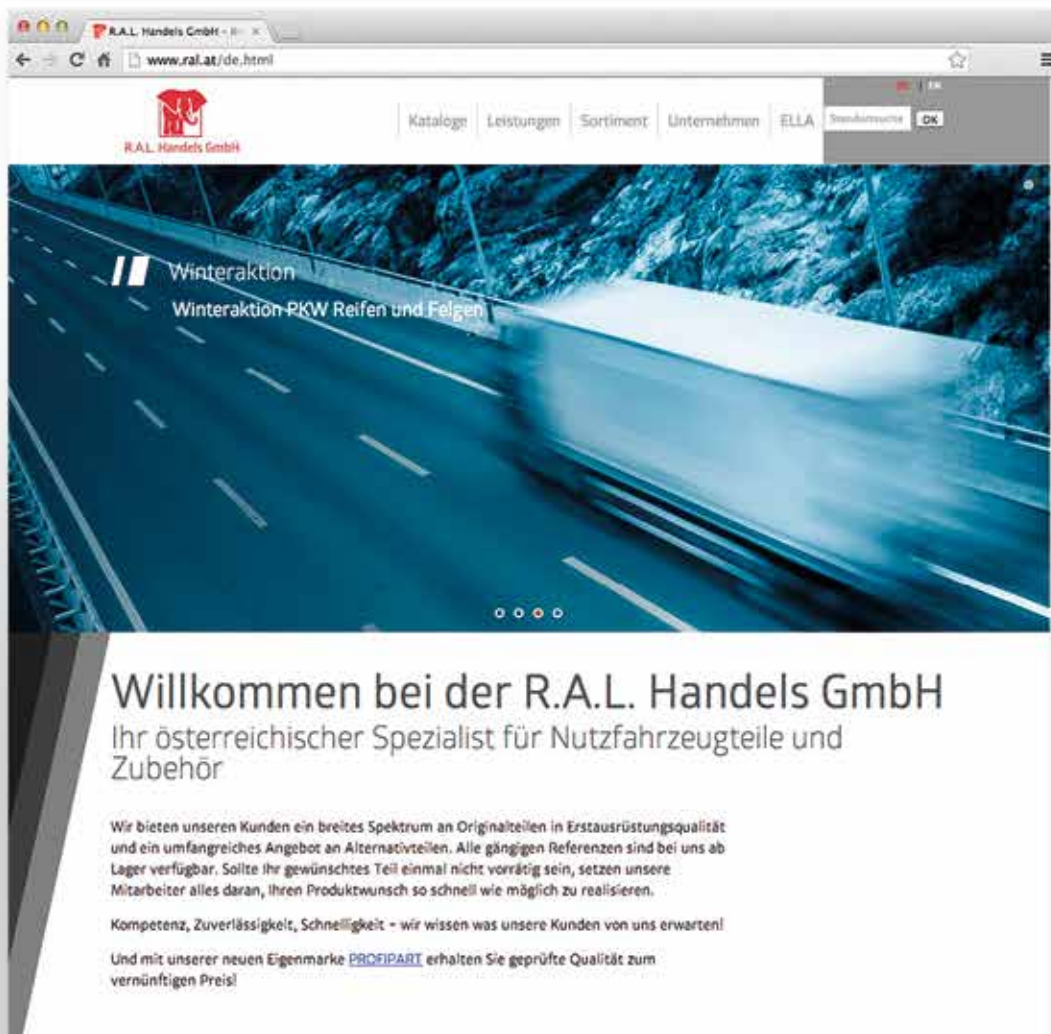 R.A.L. Handels GmbH -
www.ral.at/de.html
R.A.L. Handels GmbH
Kataloge Leistungen Sortiment Unternehmen ELLA
DE | EN
Standortsuche OK
Winteraktion
Winteraktion PKW Reifen und Felgen
Willkommen bei der R.A.L. Handels GmbH
Ihr österreichischer Spezialist für Nutzfahrzeugteile und
Zubehör
Wir bieten unseren Kunden ein breites Spektrum an Originalteilen in Erstausrüstungsqualität
und ein umfangreiches Angebot an Alternativteilen. Alle gängigen Referenzen sind bei uns ab
Lager verfügbar. Sollte Ihr gewünschtes Teil einmal nicht vorrätig sein, setzen unsere
Mitarbeiter alles daran, Ihren Produktwunsch so schnell wie möglich zu realisieren.
Kompetenz, Zuverlässigkeit, Schnelligkeit – wir wissen was unsere Kunden von uns erwarten!
Und mit unserer neuen Eigenmarke PROFIPART erhalten Sie geprüfte Qualität zum
vernünftigen Preis!